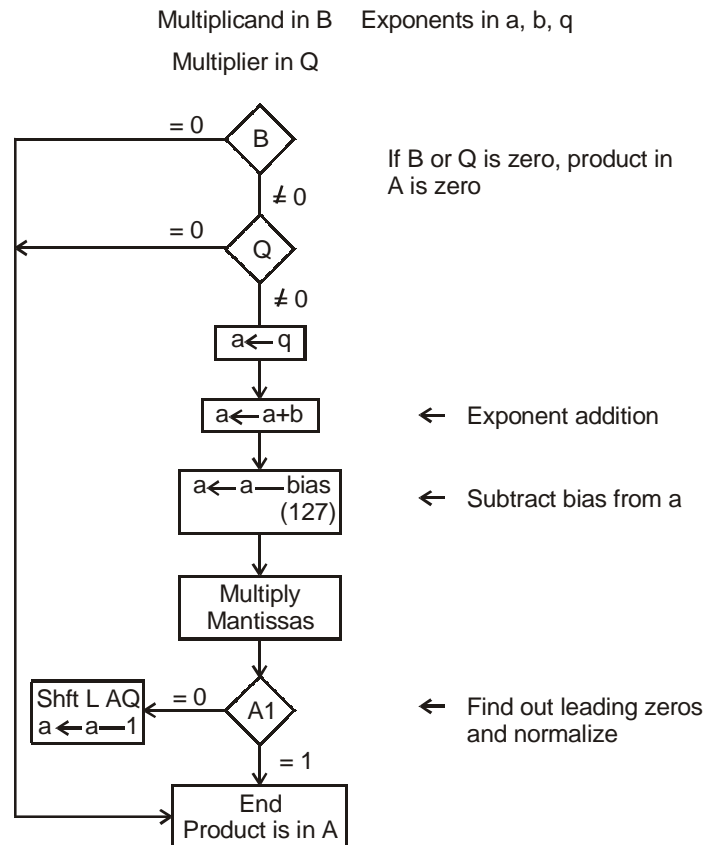 Multiplicand in B Exponents in a, b, q
Multiplier in Q
= 0
B
If B or Q is zero, product in
A is zero
≠ 0
= 0
Q
≠ 0
a ← q
a ← a+b
← Exponent addition
a ← a — bias
(127)
← Subtract bias from a
Multiply
Mantissas
Shft L AQ
a ← a — 1
= 0
A1
← Find out leading zeros
and normalize
= 1
End
Product is in A